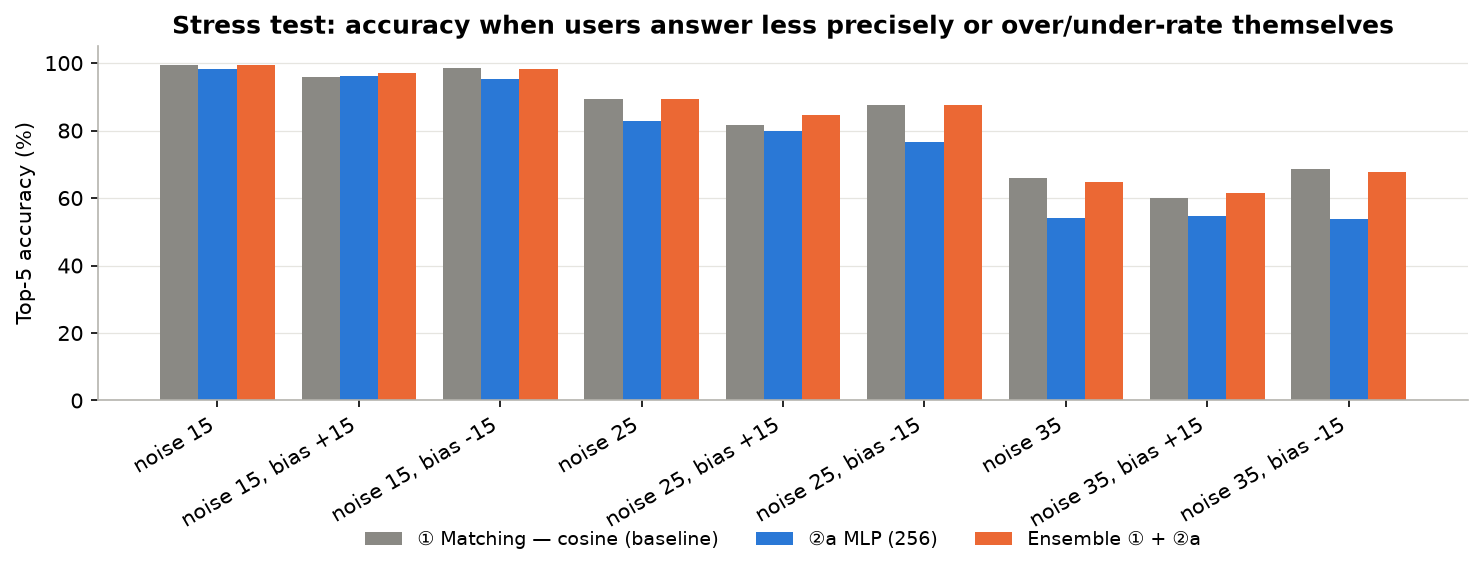 Stress test: accuracy when users answer less precisely or over/under-rate themselves
Top-5 accuracy (%)
100
80
60
40
20
0
noise 15
noise 15, bias +15
noise 15, bias -15
noise 25
noise 25, bias +15
noise 25, bias -15
noise 35
noise 35, bias +15
noise 35, bias -15
① Matching — cosine (baseline)
②a MLP (256)
Ensemble ① + ②a